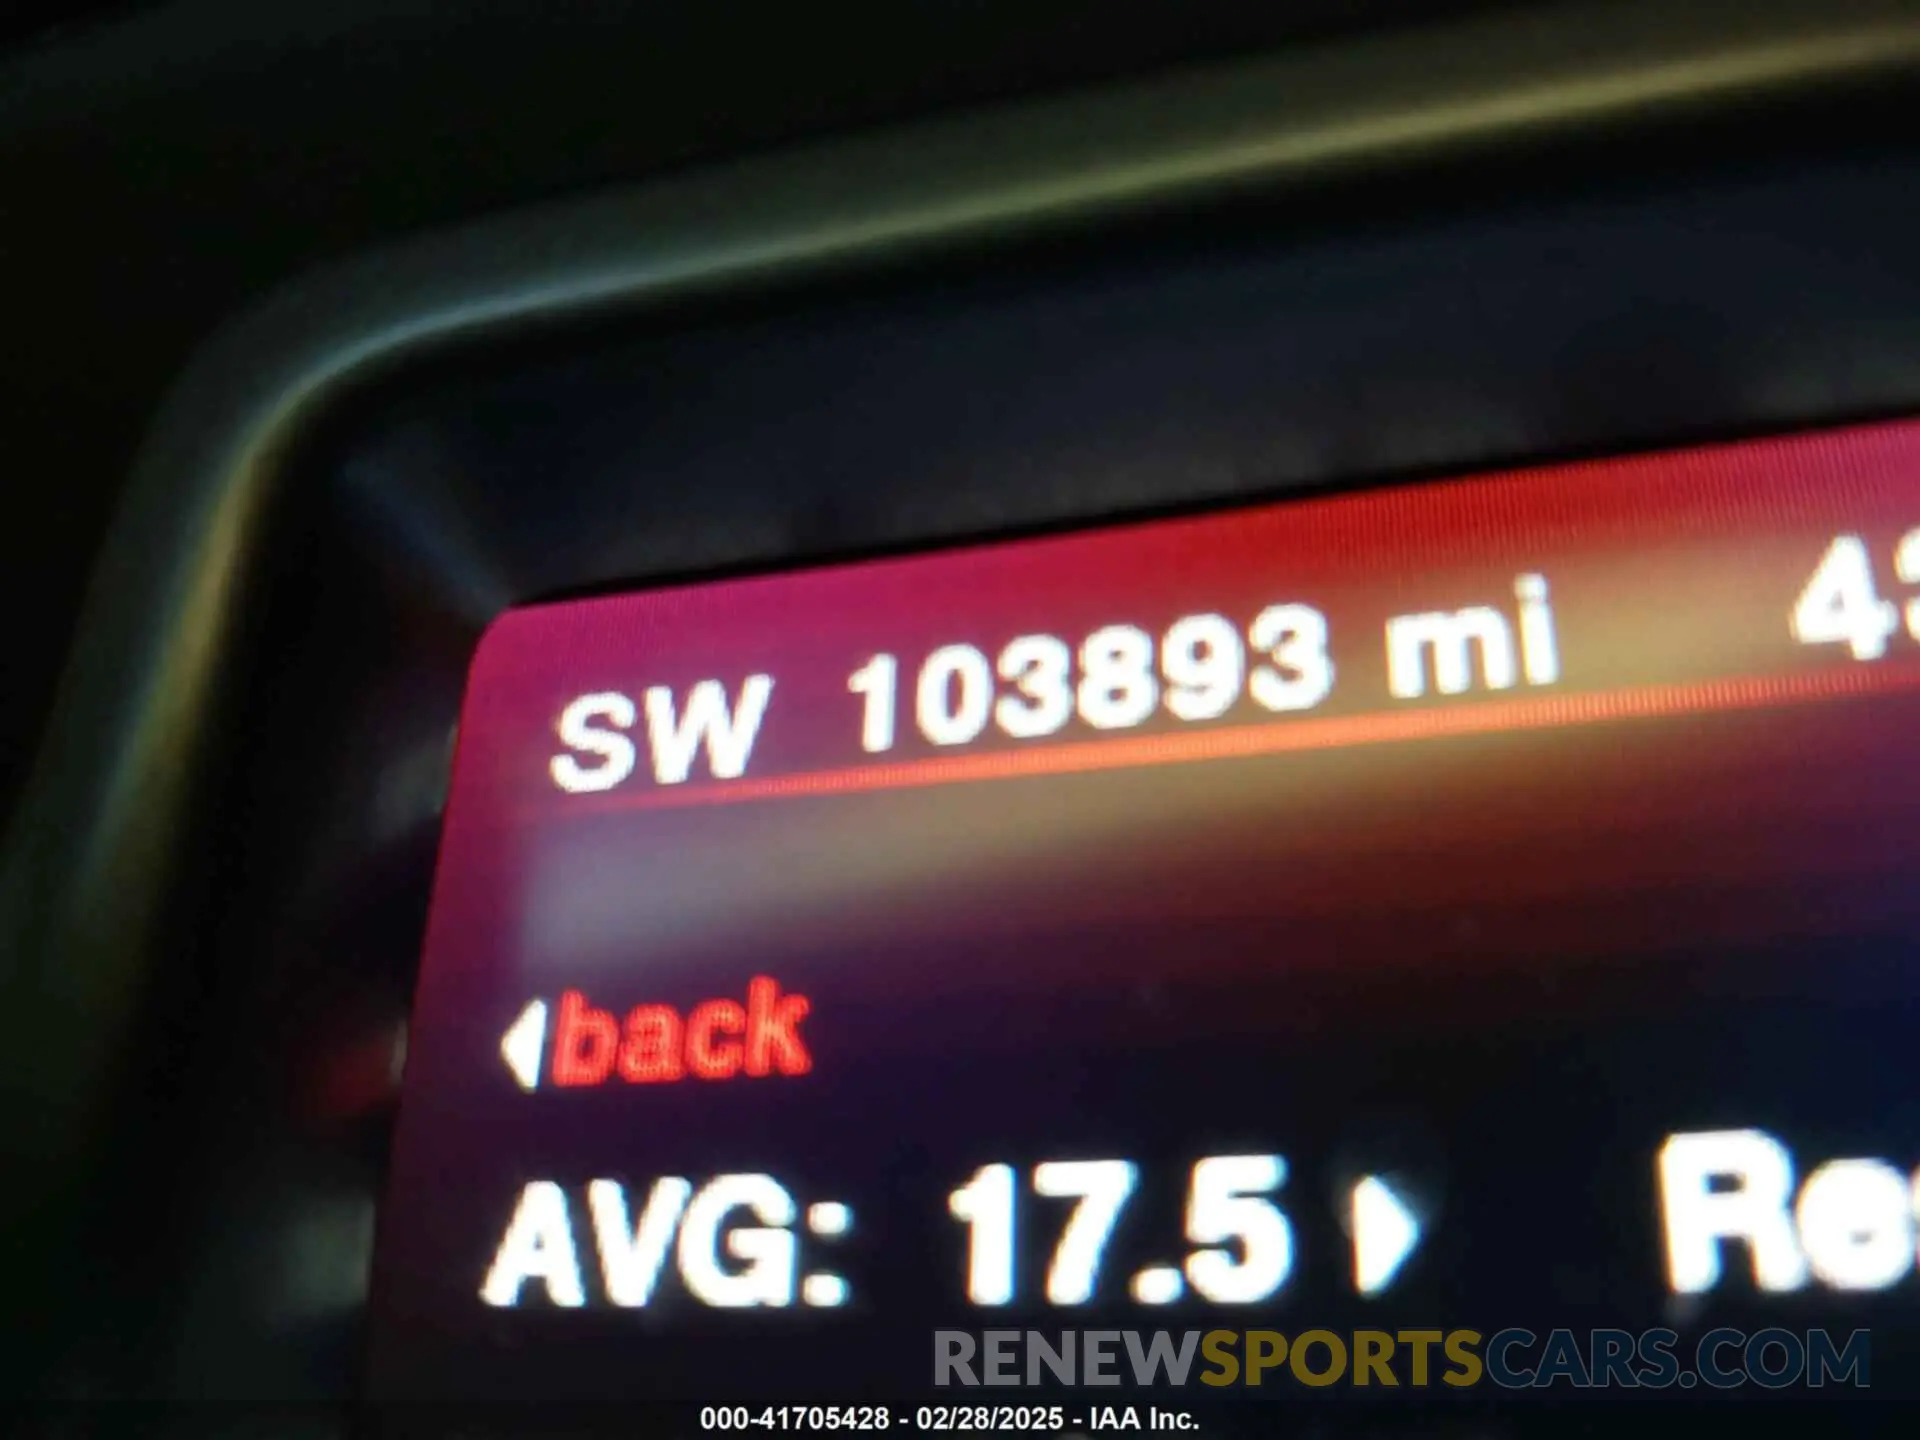 SW 103893 mi
back
AVG: 17.5
RENEWSPORTSCARS.COM
000-41705428 - 02/28/2025 - IAA Inc.